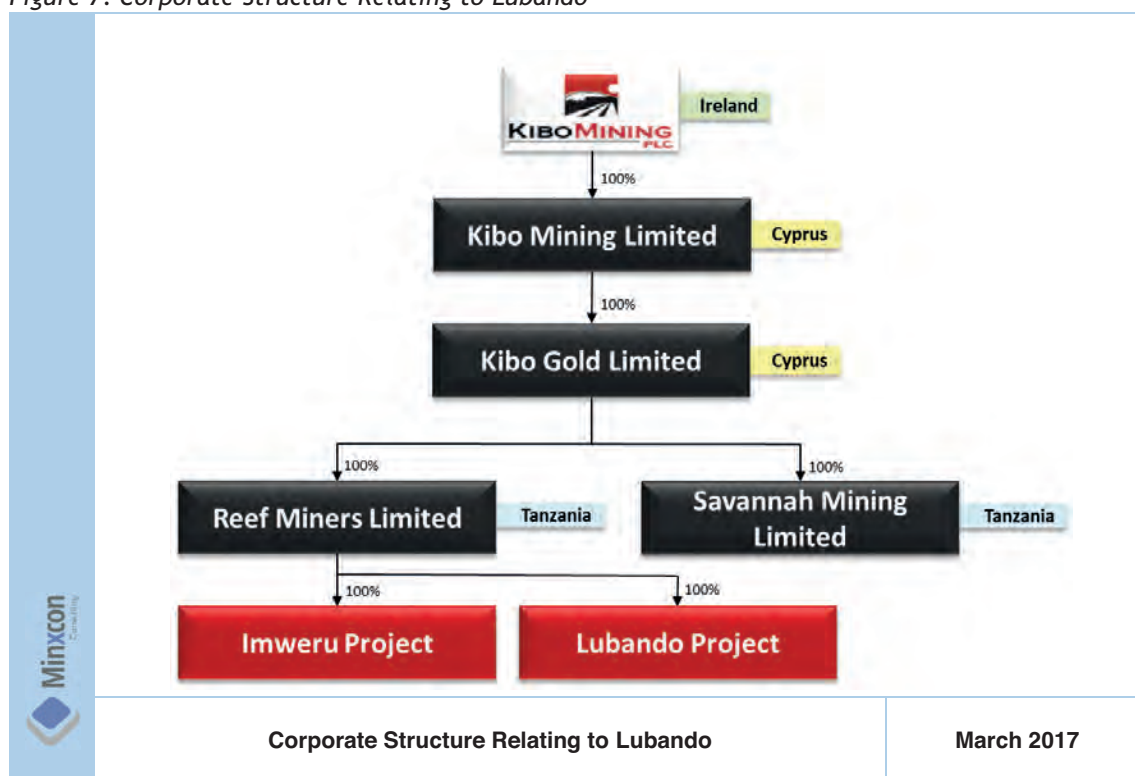 Figure 7: Corporate Structure Relating to Lubando
KIBOMINING
PLC
Ireland
100%
Kibo Mining Limited
Cyprus
100%
Kibo Gold Limited
Cyprus
100%
100%
Reef Miners Limited
Tanzania
Savannah Mining
Limited
Tanzania
100%
100%
Imweru Project
Lubando Project
Minxcon
Consulting
Corporate Structure Relating to Lubando
March 2017